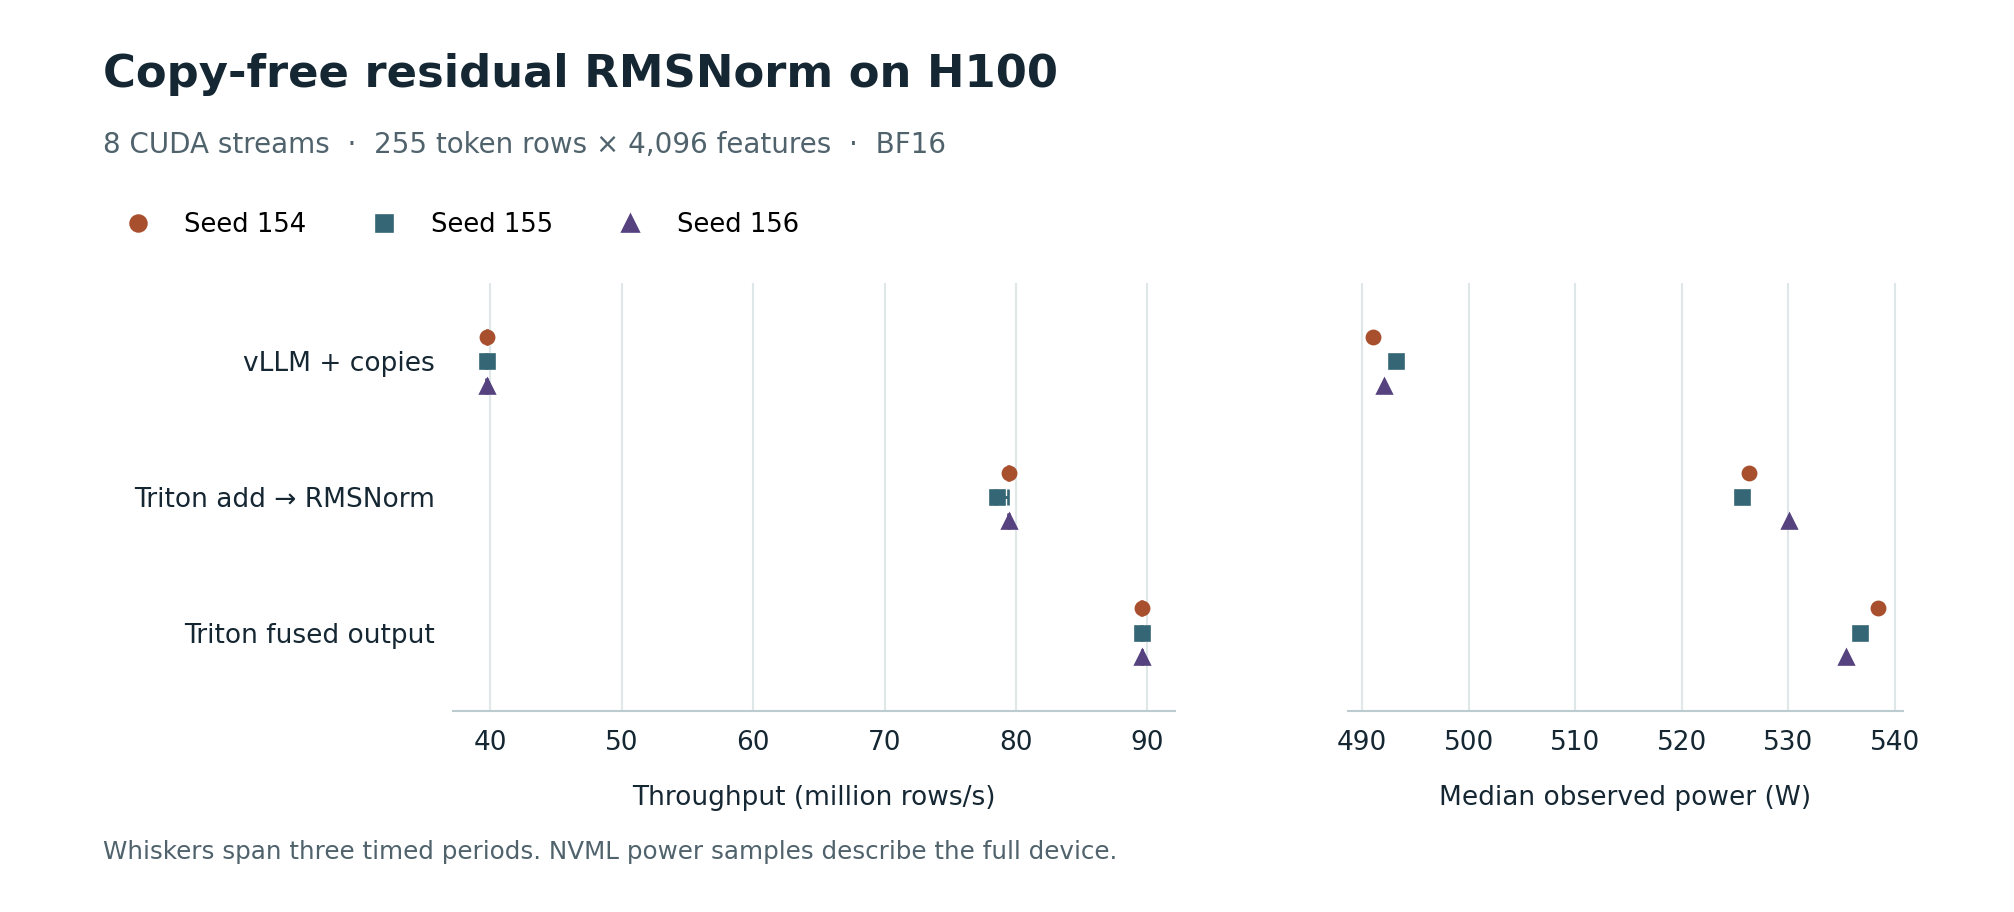 Copy-free residual RMSNorm on H100
8 CUDA streams · 255 token rows × 4,096 features · BF16
Seed 154 Seed 155 Seed 156
vLLM + copies
Triton add → RMSNorm
Triton fused output
40 50 60 70 80 90
490 500 510 520 530 540
Throughput (million rows/s)
Median observed power (W)
Whiskers span three timed periods. NVML power samples describe the full device.